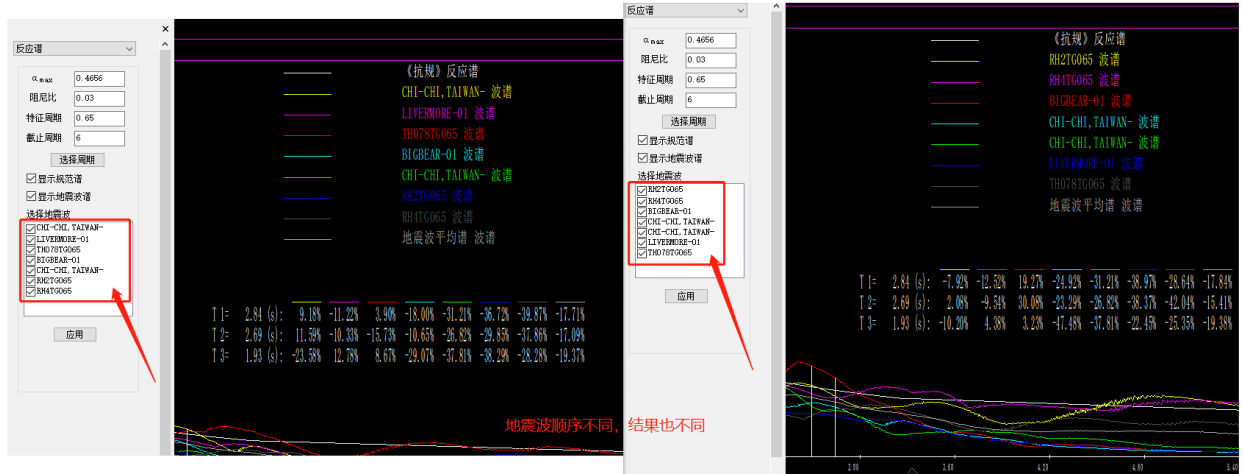 反应谱
αmax 0.4656
阻尼比 0.03
特征周期 0.65
截止周期 6
选择周期
显示规范谱
显示地震波谱
选择地震波
CHI-CHI,TAIWAN-
LIVERMORE-01
TH078TG065
BIGBEAR-01
CHI-CHI,TAIWAN-
RH2TG065
RH4TG065
应用
《抗规》反应谱
CHI-CHI,TAIWAN- 波谱
LIVERMORE-01 波谱
TH078TG065 波谱
BIGBEAR-01 波谱
CHI-CHI,TAIWAN- 波谱
RH2TG065 波谱
RH4TG065 波谱
地震波平均谱 波谱
T 1= 2.84 (s): 9.18% -11.22% 3.90% -18.00% -31.21% -36.72% -39.87% -17.71%
T 2= 2.69 (s): 11.59% -10.33% -15.73% -10.65% -26.82% -29.85% -37.86% -17.09%
T 3= 1.93 (s): -23.58% 12.78% 8.67% -29.07% -37.81% -38.29% -28.28% -19.37%
地震波顺序不同，结果也不同
反应谱
αmax 0.4656
阻尼比 0.03
特征周期 0.65
截止周期 6
选择周期
显示规范谱
显示地震波谱
选择地震波
RH2TG065
RH4TG065
BIGBEAR-01
CHI-CHI,TAIWAN-
CHI-CHI,TAIWAN-
LIVERMORE-01
TH078TG065
应用
《抗规》反应谱
RH2TG065 波谱
RH4TG065 波谱
BIGBEAR-01 波谱
CHI-CHI,TAIWAN- 波谱
CHI-CHI,TAIWAN- 波谱
LIVERMORE-01 波谱
TH078TG065 波谱
地震波平均谱 波谱
T 1= 2.84 (s): -7.92% -12.52% 19.27% -24.92% -31.21% -38.97% -28.64% -17.84%
T 2= 2.69 (s): 2.08% -9.54% 30.08% -23.29% -26.82% -38.37% -42.04% -15.41%
T 3= 1.93 (s): -10.20% 4.38% 3.23% -47.48% -37.81% -22.45% -25.35% -19.38%
3.00 3.60 4.20 4.80 5.40